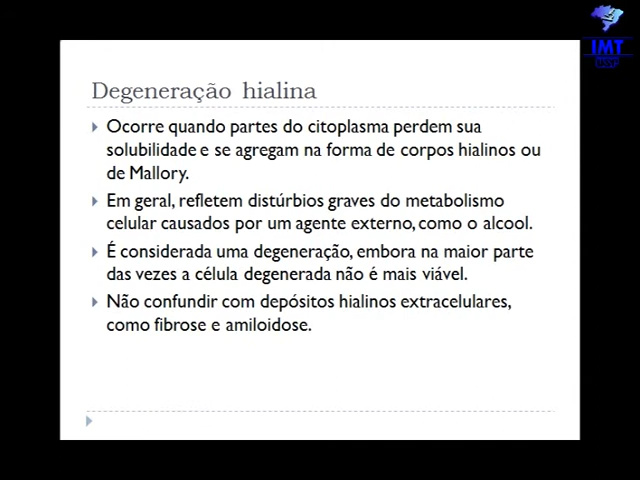 IMT
USSP
Degeneração hialina
Ocorre quando partes do citoplasma perdem sua
solubilidade e se agregam na forma de corpos hialinos ou
de Mallory.
Em geral, refletem distúrbios graves do metabolismo
celular causados por um agente externo, como o alcool.
É considerada uma degeneração, embora na maior parte
das vezes a célula degenerada não é mais viável.
Não confundir com depósitos hialinos extracelulares,
como fibrose e amiloidose.